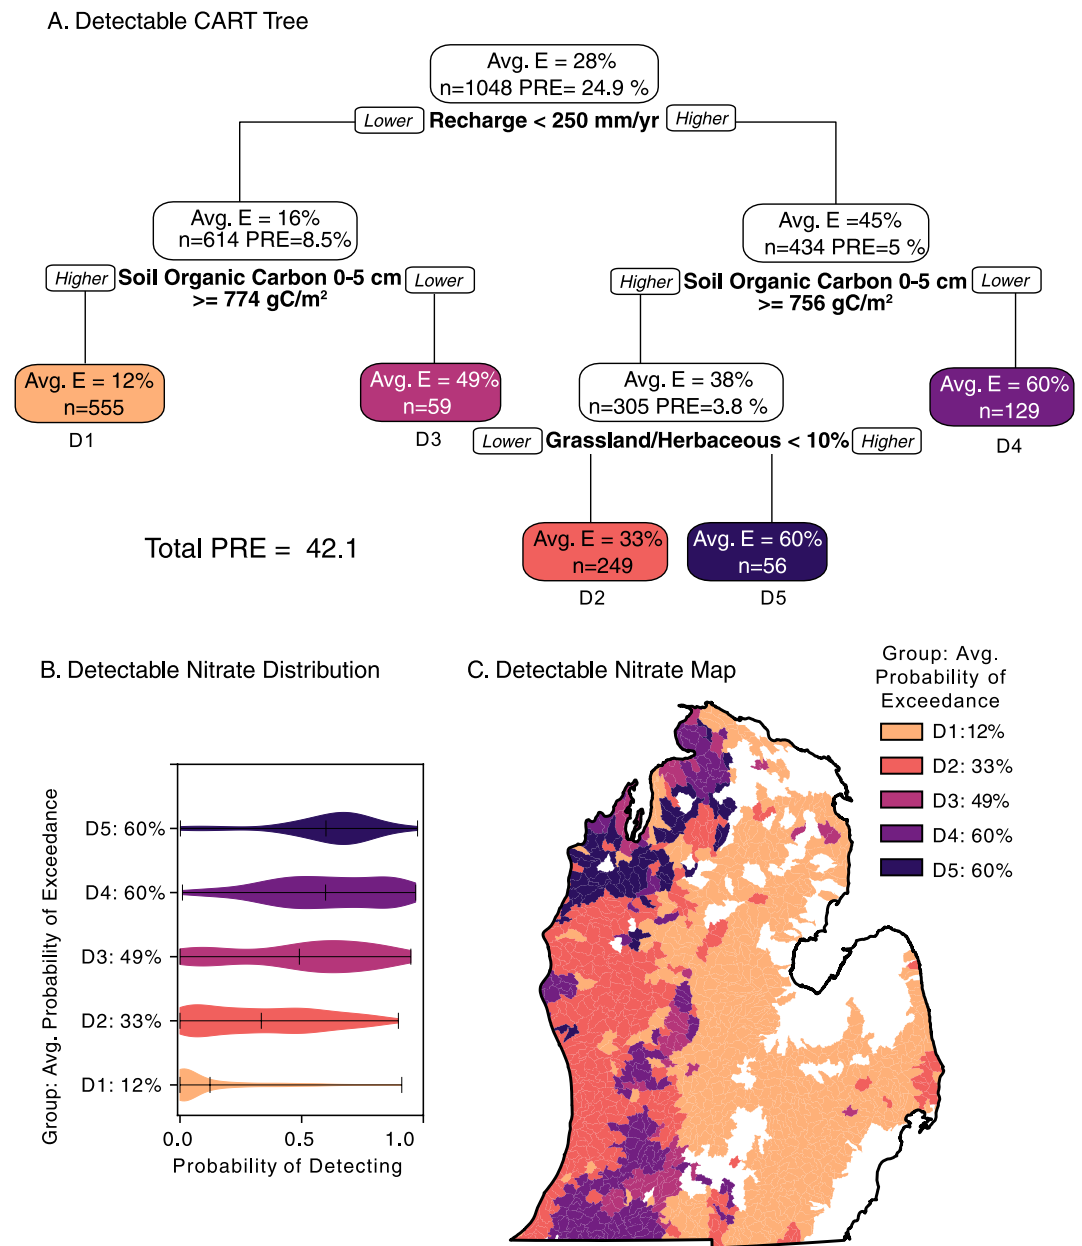 A. Detectable CART Tree
Avg. E = 28%
n=1048 PRE= 24.9 %
Lower Recharge < 250 mm/yr Higher
Avg. E = 16%
n=614 PRE=8.5%
Avg. E =45%
n=434 PRE=5 %
Higher Soil Organic Carbon 0-5 cm Lower
>= 774 gC/m²
Higher Soil Organic Carbon 0-5 cm Lower
>= 756 gC/m²
Avg. E = 12%
n=555
D1
Avg. E = 49%
n=59
D3
Avg. E = 38%
n=305 PRE=3.8 %
Avg. E = 60%
n=129
D4
Lower Grassland/Herbaceous < 10% Higher
Avg. E = 33%
n=249
D2
Avg. E = 60%
n=56
D5
Total PRE = 42.1
B. Detectable Nitrate Distribution
Group: Avg. Probability of Exceedance
D5: 60%
D4: 60%
D3: 49%
D2: 33%
D1: 12%
0.0 0.5 1.0
Probability of Detecting
C. Detectable Nitrate Map
Group: Avg.
Probability of
Exceedance
D1:12%
D2: 33%
D3: 49%
D4: 60%
D5: 60%